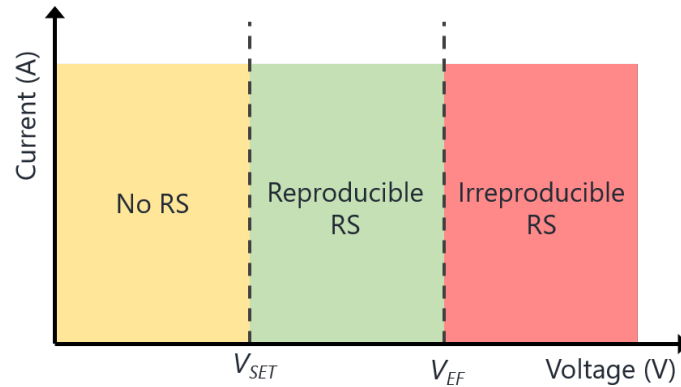 Current (A)
No RS
Reproducible
RS
Irreproducible
RS
V_SET
V_EF
Voltage (V)